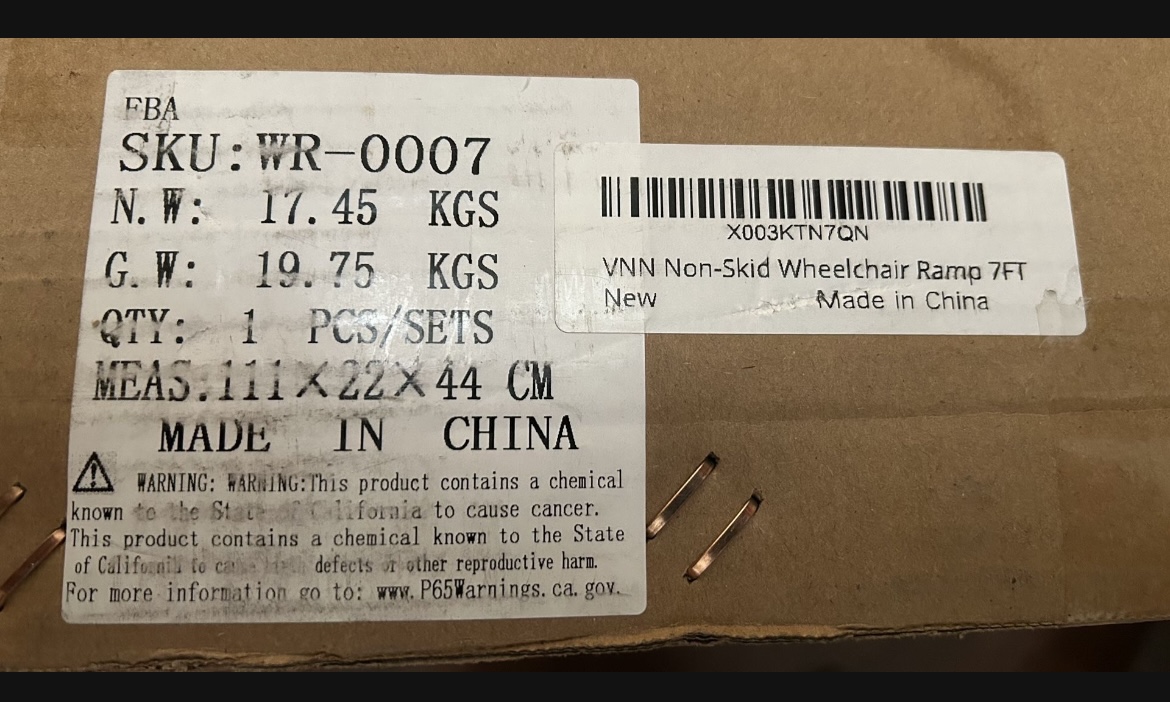 FBA
SKU:WR-0007
N.W: 17.45 KGS
G.W: 19.75 KGS
QTY: 1 PCS/SETS
MEAS:111×22×44 CM
MADE IN CHINA
WARNING: WARNING:This product contains a chemical
known to the State of California to cause cancer.
This product contains a chemical known to the State
of California to cause birth defects or other reproductive harm.
For more information go to: www.P65Warnings.ca.gov.
X003KTN7QN
VNN Non-Skid Wheelchair Ramp 7FT
New Made in China